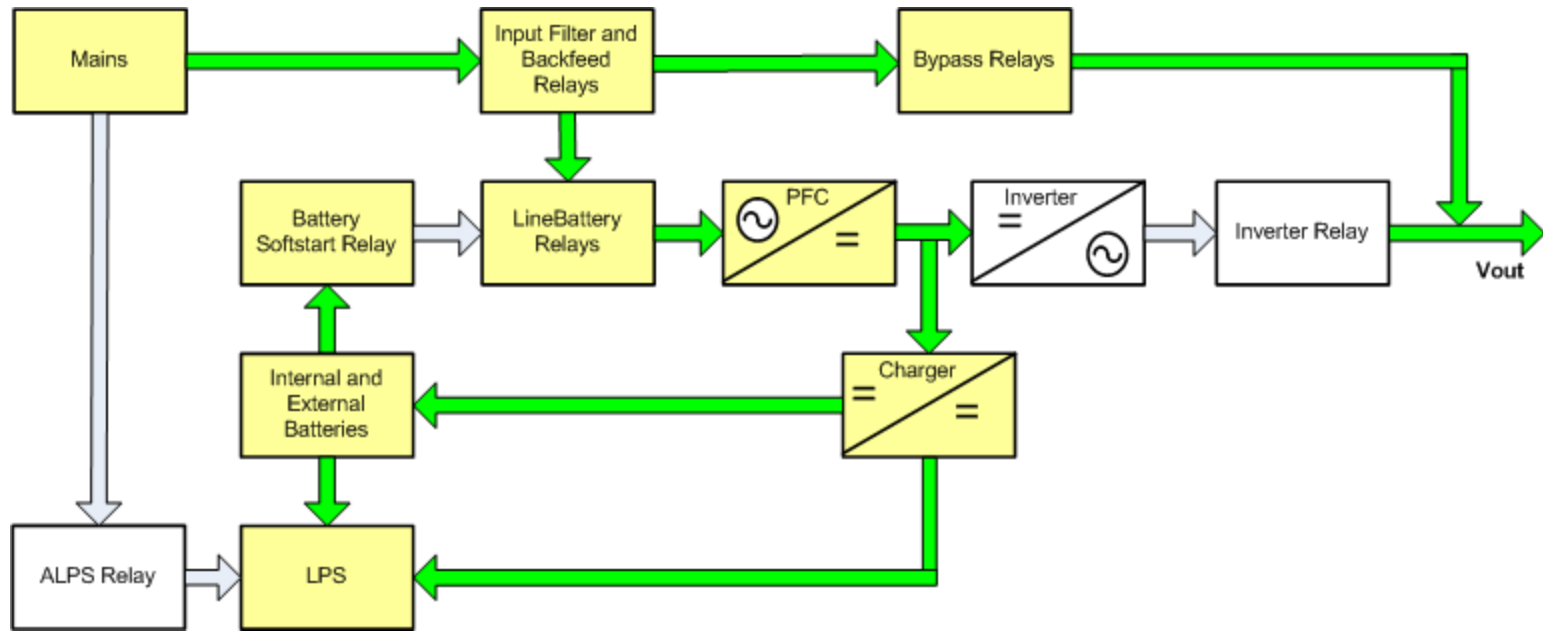 Mains
Input Filter and
Backfeed
Relays
Bypass Relays
Battery
Softstart Relay
LineBattery
Relays
PFC
=
Inverter
=
Inverter Relay
Vout
Internal and
External
Batteries
Charger
=
=
ALPS Relay
LPS